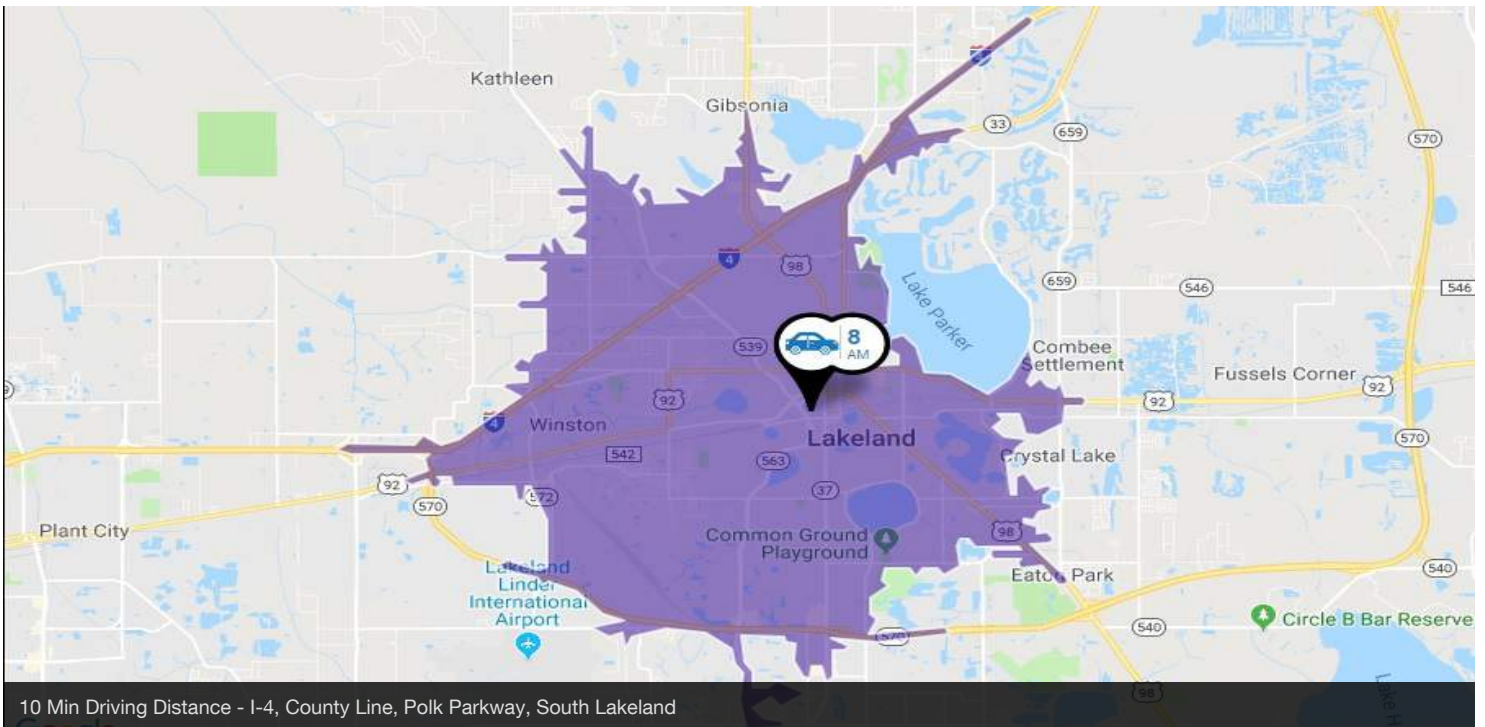 Kathleen
Gibsonia
4
33
659
570
4
98
659
546
546
Lake Parker
539
8
AM
Combee
Settlement
Fussels Corner
92
92
92
4
Winston
Lakeland
542
563
Crystal Lake
570
92
570
572
37
98
Plant City
Common Ground
Playground
Lakeland
Linder
International
Airport
Eaton Park
540
570
540
Circle B Bar Reserve
98
Lake H
10 Min Driving Distance - I-4, County Line, Polk Parkway, South Lakeland